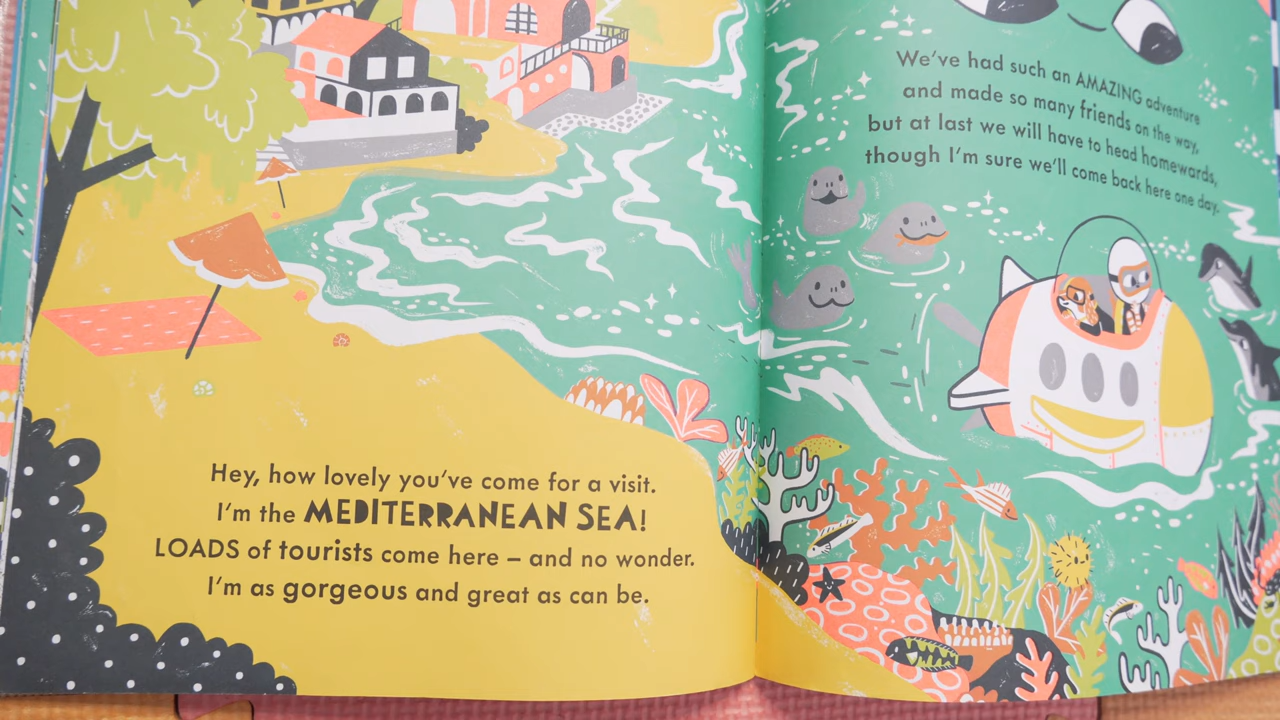 Hey, how lovely you've come for a visit.
I'm the MEDITERRANEAN SEA!
LOADS of tourists come here – and no wonder.
I'm as gorgeous and great as can be.
We've had such an AMAZING adventure
and made so many friends on the way,
but at last we will have to head homewards,
though I'm sure we'll come back here one day.